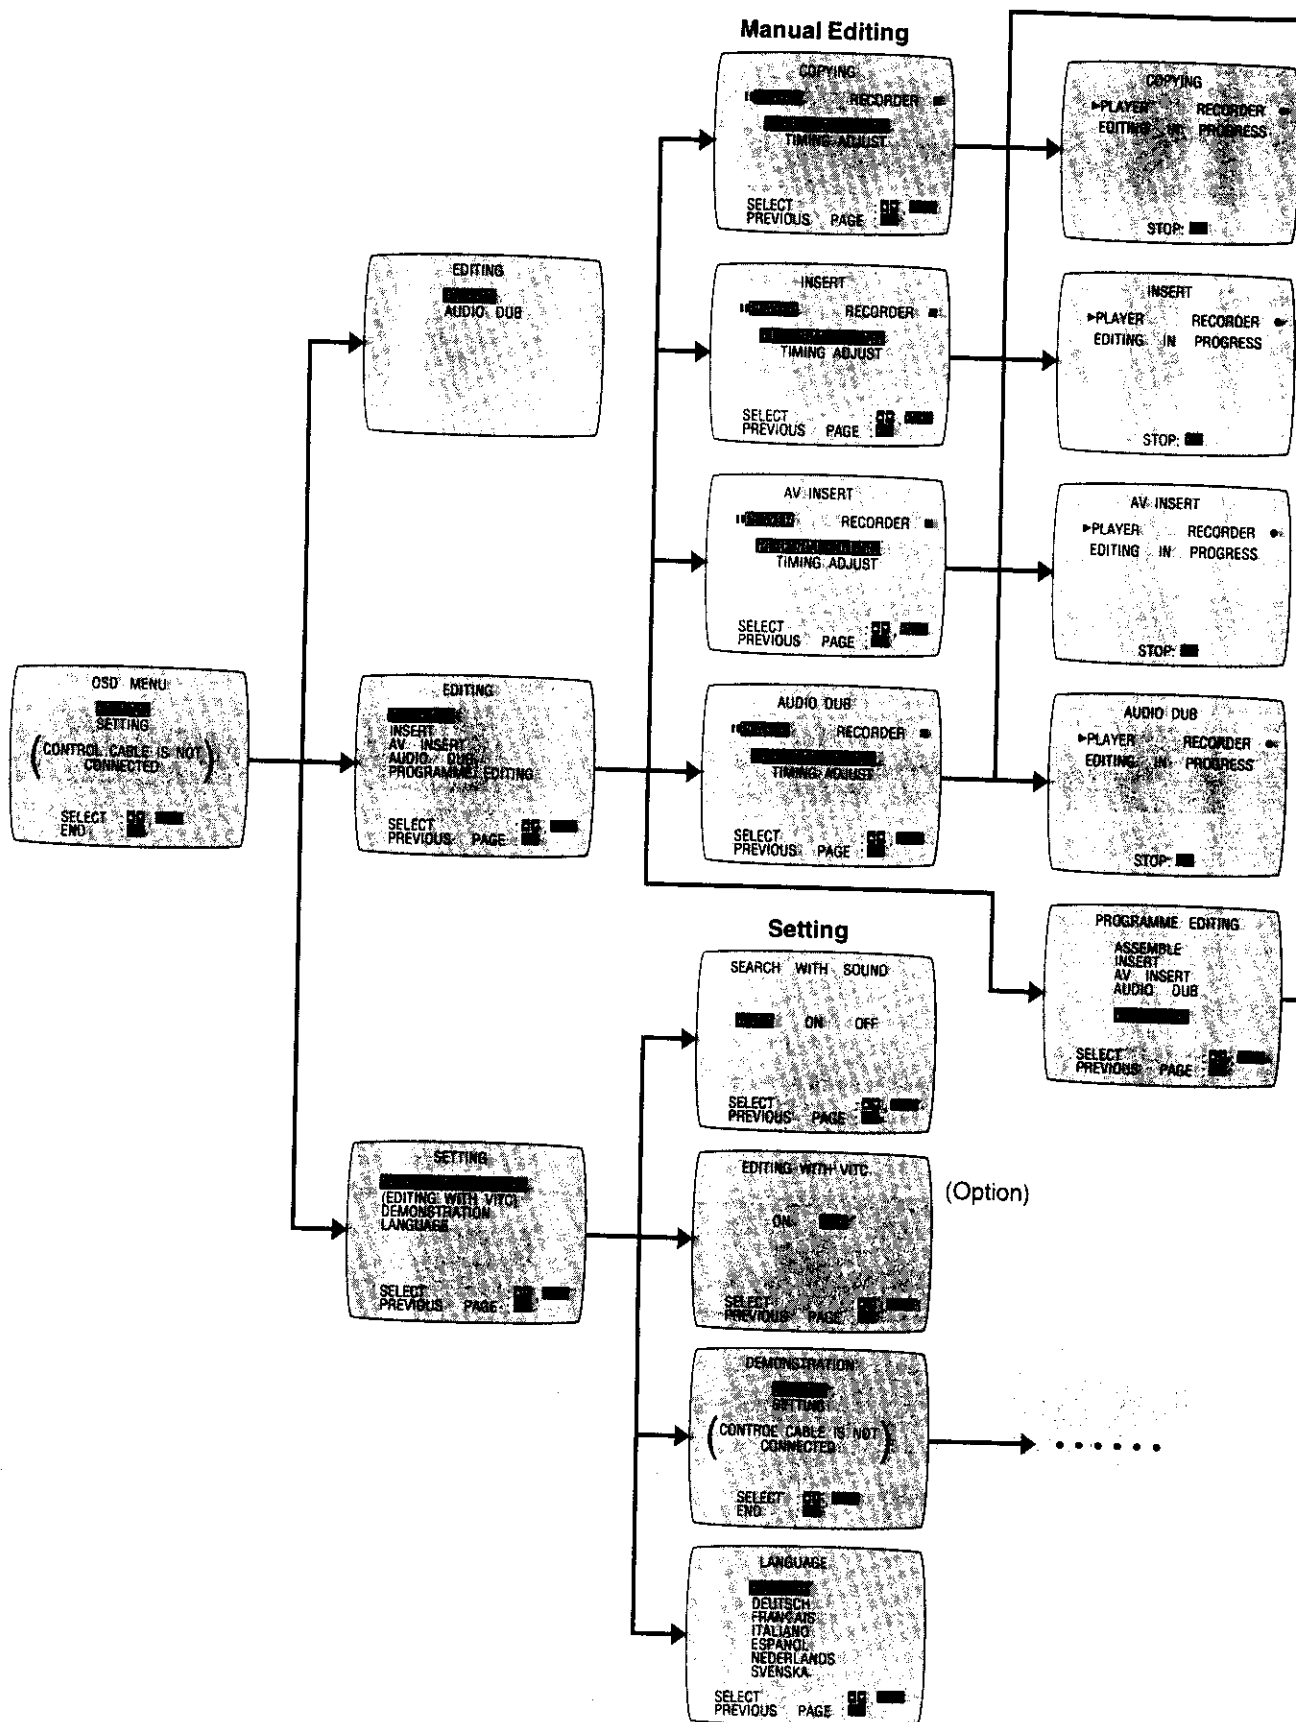 Manual Editing
COPYING
RECORDER
TIMING ADJUST
SELECT
PREVIOUS PAGE
COPYING
PLAYER RECORDER
EDITING IN PROGRESS
STOP:
EDITING
AUDIO DUB
INSERT
RECORDER
TIMING ADJUST
SELECT
PREVIOUS PAGE
INSERT
PLAYER RECORDER
EDITING IN PROGRESS
STOP:
AV INSERT
RECORDER
TIMING ADJUST
SELECT
PREVIOUS PAGE
AV INSERT
PLAYER RECORDER
EDITING IN PROGRESS
STOP:
OSD MENU
SETTING
(CONTROL CABLE IS NOT
CONNECTED)
SELECT :
END :
EDITING
INSERT
AV INSERT
AUDIO DUB
PROGRAMME EDITING
SELECT
PREVIOUS PAGE :
AUDIO DUB
RECORDER
TIMING ADJUST
SELECT
PREVIOUS PAGE :
AUDIO DUB
PLAYER RECORDER
EDITING IN PROGRESS
STOP:
PROGRAMME EDITING
ASSEMBLE
INSERT
AV INSERT
AUDIO DUB
SELECT
PREVIOUS PAGE :
Setting
SEARCH WITH SOUND
ON OFF
SELECT
PREVIOUS PAGE :
SETTING
(EDITING WITH VITC)
DEMONSTRATION
LANGUAGE
SELECT
PREVIOUS PAGE :
EDITING WITH VITC
ON
SELECT
PREVIOUS PAGE :
(Option)
DEMONSTRATION
SETTING
(CONTROL CABLE IS NOT
CONNECTED)
SELECT
END
......
LANGUAGE
DEUTSCH
FRANCAIS
ITALIANO
ESPANOL
NEDERLANDS
SVENSKA
SELECT
PREVIOUS PAGE :